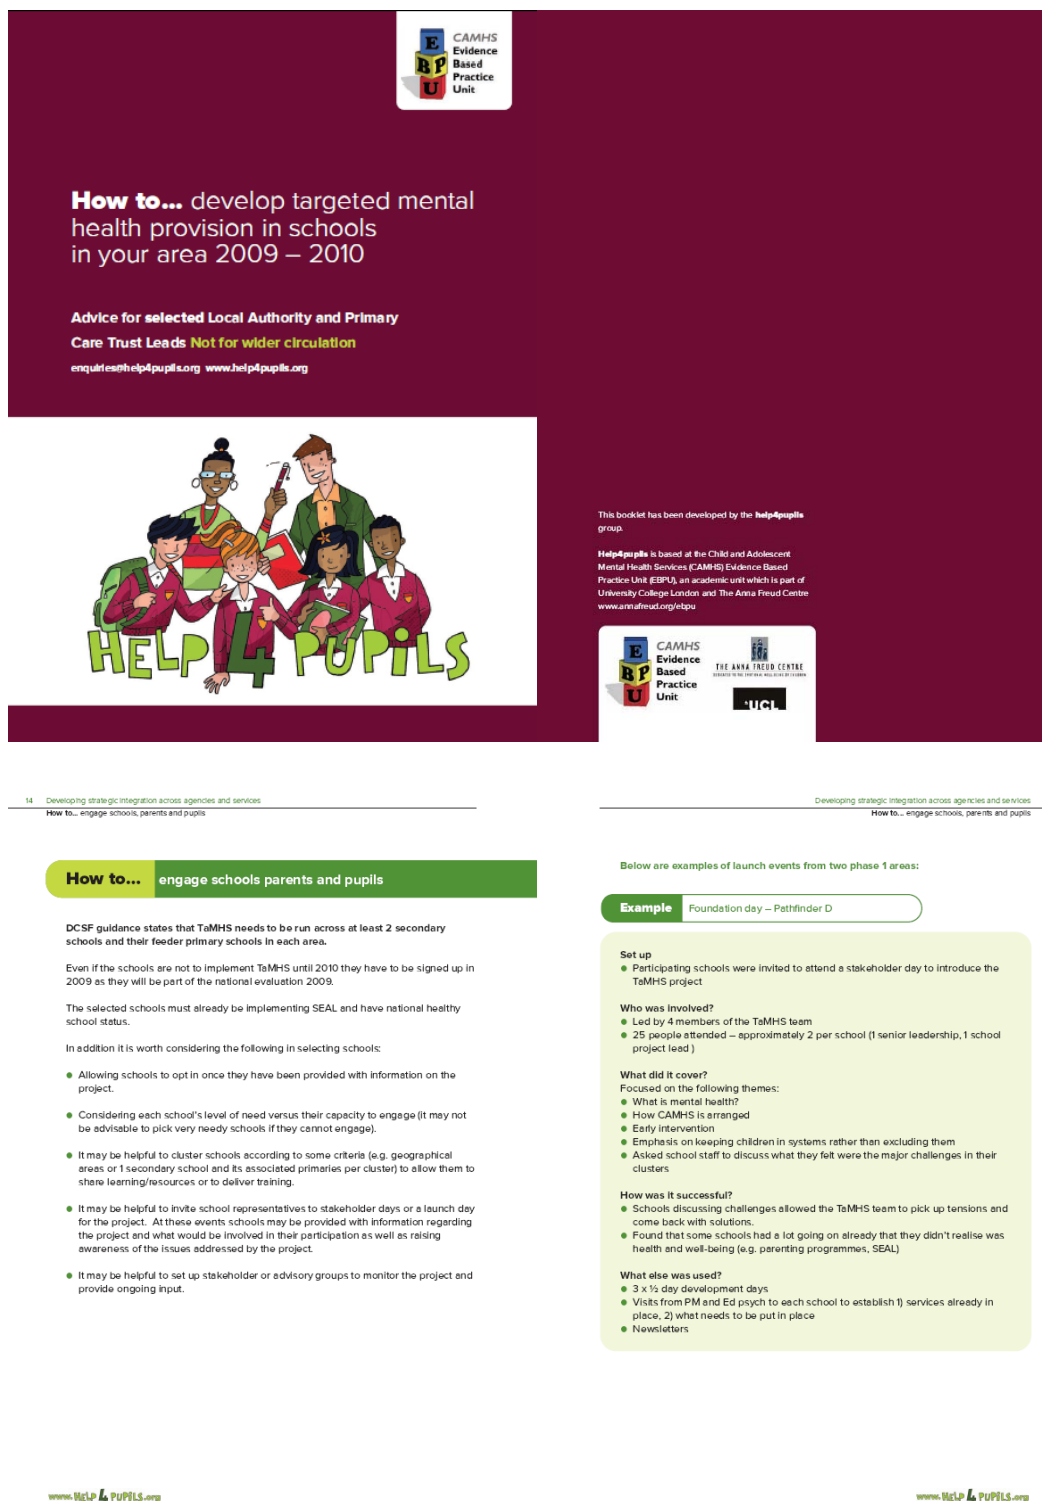 E
B P
U
CAMHS
Evidence
Based
Practice
Unit
How to... develop targeted mental
health provision in schools
in your area 2009 – 2010
Advice for selected Local Authority and Primary
Care Trust Leads Not for wider circulation
enquiries@help4pupils.org www.help4pupils.org
HELP 4 PUPiLS
This booklet has been developed by the help4pupils
group.
Help4pupils is based at the Child and Adolescent
Mental Health Services (CAMHS) Evidence Based
Practice Unit (EBPU), an academic unit which is part of
University College London and The Anna Freud Centre
www.annafreud.org/ebpu
E
B P
U
CAMHS
Evidence
Based
Practice
Unit
THE ANNA FREUD CENTRE
DEDICATED TO THE EMOTIONAL WELL BEING OF CHILDREN
UCL
14 Developing strategic integration across agencies and services
How to... engage schools, parents and pupils
How to... engage schools parents and pupils
DCSF guidance states that TaMHS needs to be run across at least 2 secondary
schools and their feeder primary schools in each area.
Even if the schools are not to implement TaMHS until 2010 they have to be signed up in
2009 as they will be part of the national evaluation 2009.
The selected schools must already be implementing SEAL and have national healthy
school status.
In addition it is worth considering the following in selecting schools:
● Allowing schools to opt in once they have been provided with information on the
project.
● Considering each school's level of need versus their capacity to engage (it may not
be advisable to pick very needy schools if they cannot engage).
● It may be helpful to cluster schools according to some criteria (e.g. geographical
areas or 1 secondary school and its associated primaries per cluster) to allow them to
share learning/resources or to deliver training.
● It may be helpful to invite school representatives to stakeholder days or a launch day
for the project. At these events schools may be provided with information regarding
the project and what would be involved in their participation as well as raising
awareness of the issues addressed by the project.
● It may be helpful to set up stakeholder or advisory groups to monitor the project and
provide ongoing input.
www.HELP 4 PUPiLS.org
Developing strategic integration across agencies and services
How to... engage schools, parents and pupils
Below are examples of launch events from two phase 1 areas:
Example Foundation day – Pathfinder D
Set up
● Participating schools were invited to attend a stakeholder day to introduce the
TaMHS project
Who was involved?
● Led by 4 members of the TaMHS team
● 25 people attended – approximately 2 per school (1 senior leadership, 1 school
project lead )
What did it cover?
Focused on the following themes:
● What is mental health?
● How CAMHS is arranged
● Early intervention
● Emphasis on keeping children in systems rather than excluding them
● Asked school staff to discuss what they felt were the major challenges in their
clusters
How was it successful?
● Schools discussing challenges allowed the TaMHS team to pick up tensions and
come back with solutions.
● Found that some schools had a lot going on already that they didn't realise was
health and well-being (e.g. parenting programmes, SEAL)
What else was used?
● 3 x ½ day development days
● Visits from PM and Ed psych to each school to establish 1) services already in
place, 2) what needs to be put in place
● Newsletters
www.HELP 4 PUPiLS.org